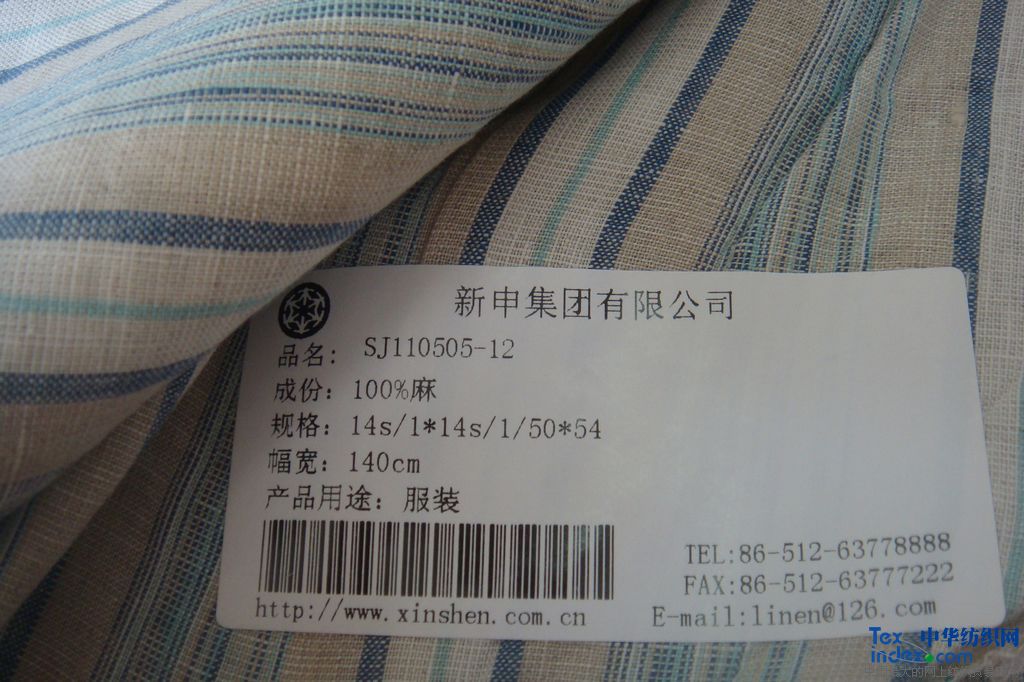 新申集团有限公司
品名: SJ110505-12
成份: 100%麻
规格: 14s/1*14s/1/50*54
幅宽: 140cm
产品用途: 服装
TEL:86-512-63778888
FAX:86-512-63777222
http://www.xinshen.com.cn
E-mail:linen@126.com
Tex 中华纺织网
index.com